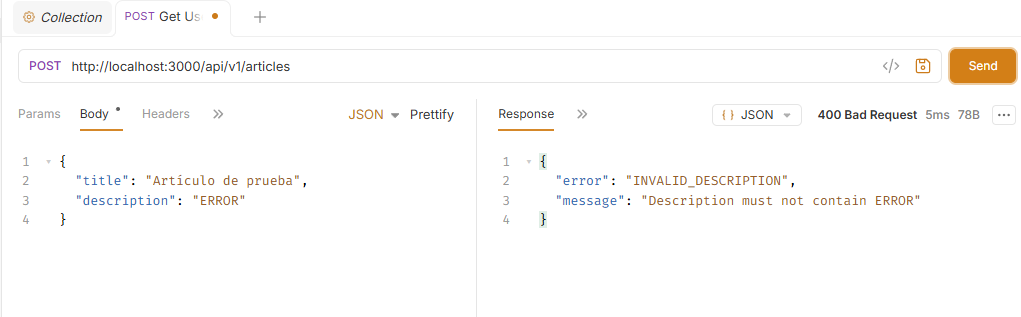 Collection
POST Get Us
POST http://localhost:3000/api/v1/articles
Send
Params Body Headers
JSON Prettify
1 {
2 "title": "Artículo de prueba",
3 "description": "ERROR"
4 }
Response
{ } JSON
400 Bad Request 5ms 78B
1 {
2 "error": "INVALID_DESCRIPTION",
3 "message": "Description must not contain ERROR"
4 }